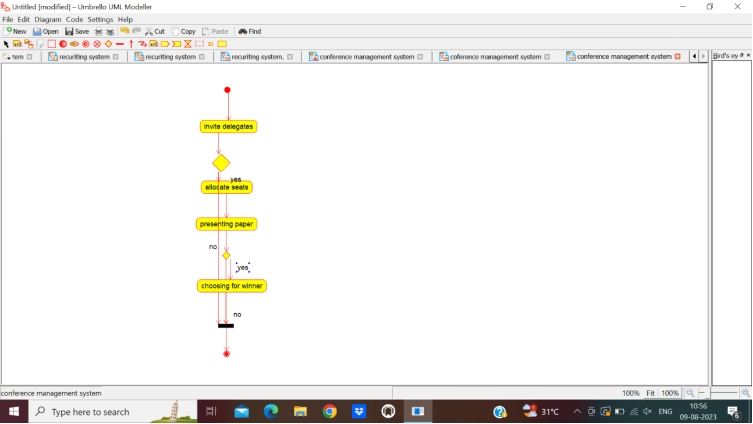 Untitled [modified] – Umbrello UML Modeller
File Edit Diagram Code Settings Help
New Open Save Cut Copy Paste Find
tem recuriting system recuriting system recuriting system. conference management system coference management system conference management system Bird's ey
invite delegates
yes
allocate seats
presenting paper
no
yes
choosing for winner
no
conference management system 100% Fit 100%
Type here to search 31°C ENG 10:56
09-08-2023 6